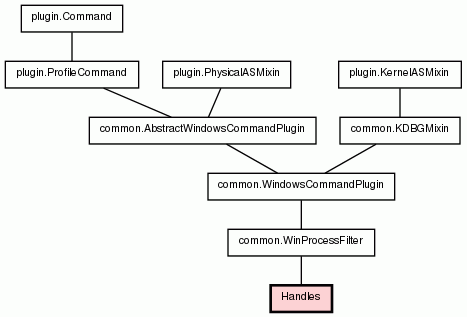 plugin.Command
plugin.ProfileCommand
plugin.PhysicalASMixin
plugin.KernelASMixin
common.AbstractWindowsCommandPlugin
common.KDBGMixin
common.WindowsCommandPlugin
common.WinProcessFilter
Handles